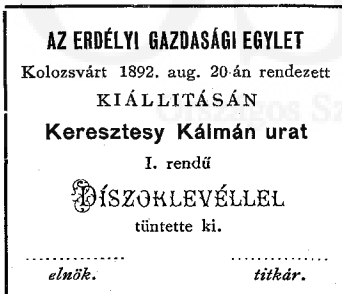 AZ ERDÉLYI GAZDASÁGI EGYLET
Kolozsvárt 1892. aug. 20-án rendezett
KIÁLLITÁSÁN
Keresztesy Kálmán urat
I. rendű
DÍSZOKLEVÉLLEL
tüntette ki.
.............. ..............
elnök. titkár.